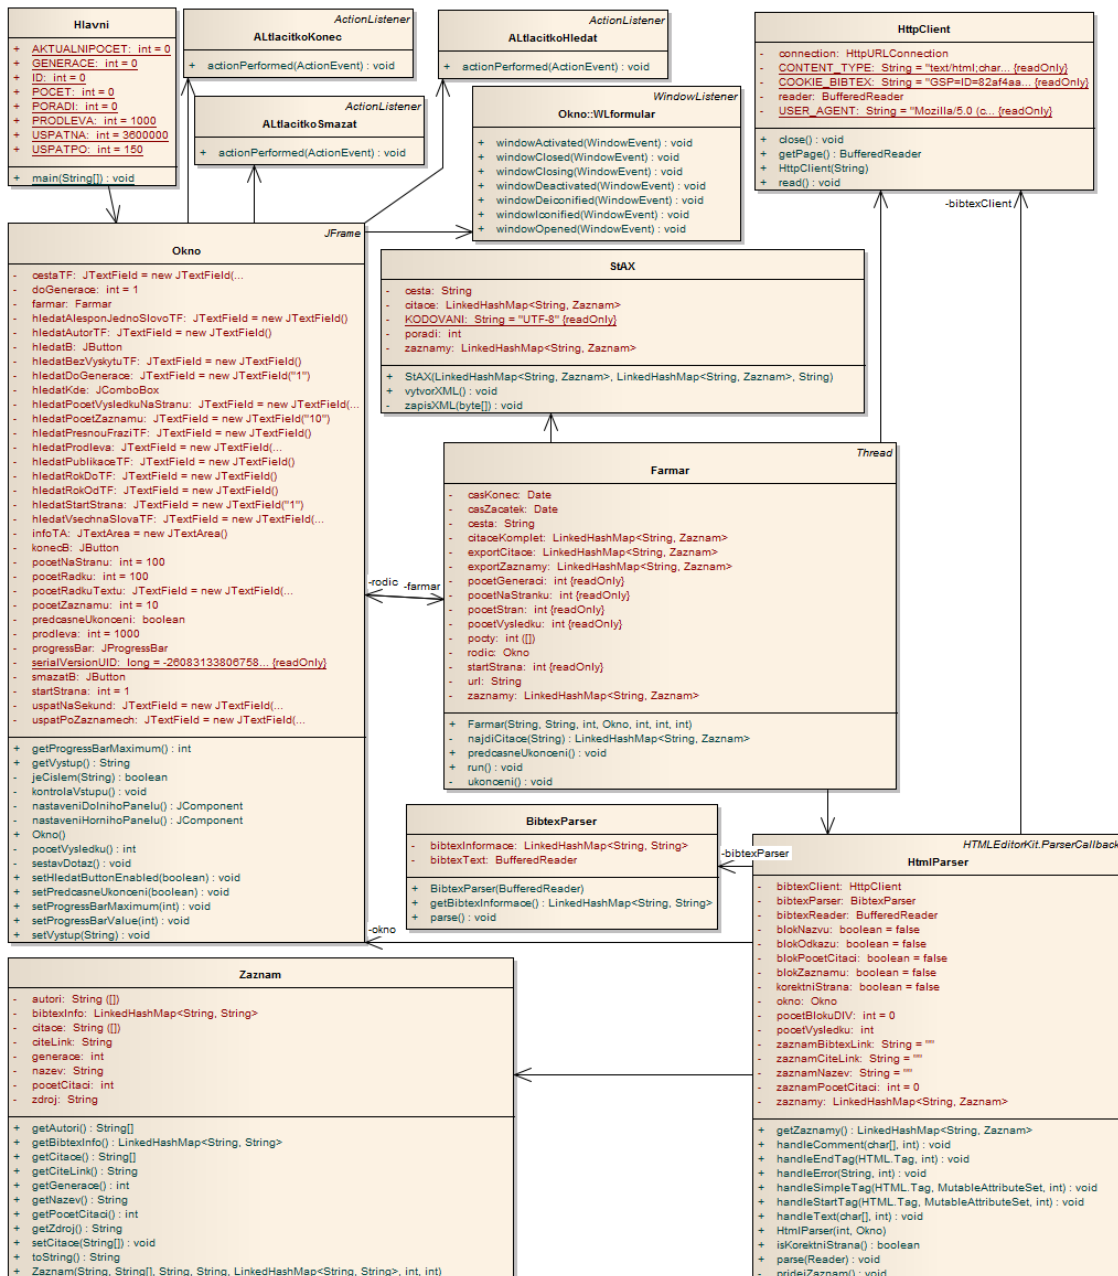 Hlavni
+ AKTUALNIPOCET: int = 0
+ GENERACE: int = 0
+ ID: int = 0
+ POCET: int = 0
+ PORADI: int = 0
+ PRODLEVA: int = 1000
+ USPATNA: int = 3600000
+ USPATPO: int = 150
+ main(String[]) : void
ActionListener
ALtlacitkoKonec
+ actionPerformed(ActionEvent) : void
ActionListener
ALtlacitkoHledat
+ actionPerformed(ActionEvent) : void
ActionListener
ALtlacitkoSmazat
+ actionPerformed(ActionEvent) : void
WindowListener
Okno::WLformular
+ windowActivated(WindowEvent) : void
+ windowClosed(WindowEvent) : void
+ windowClosing(WindowEvent) : void
+ windowDeactivated(WindowEvent) : void
+ windowDeiconified(WindowEvent) : void
+ windowIconified(WindowEvent) : void
+ windowOpened(WindowEvent) : void
HttpClient
- connection: HttpURLConnection
- CONTENT_TYPE: String = "text/html;char... {readOnly}
- COOKIE_BIBTEX: String = "GSP=ID=82af4aa... {readOnly}
- reader: BufferedReader
- USER_AGENT: String = "Mozilla/5.0 (c... {readOnly}
+ close() : void
+ getPage() : BufferedReader
+ HttpClient(String)
+ read() : void
-bibtexClient
JFrame
Okno
- cestaTF: JTextField = new JTextField(...
- doGenerace: int = 1
- farmar: Farmar
- hledatAlesponJednoSlovoTF: JTextField = new JTextField()
- hledatAutorTF: JTextField = new JTextField()
- hledatB: JButton
- hledatBezVyskytuTF: JTextField = new JTextField()
- hledatDoGenerace: JTextField = new JTextField("1")
- hledatKde: JComboBox
- hledatPocetVysledkuNaStranu: JTextField = new JTextField(...
- hledatPocetZaznamu: JTextField = new JTextField("10")
- hledatPresnouFraziTF: JTextField = new JTextField()
- hledatProdleva: JTextField = new JTextField(...
- hledatPublikaceTF: JTextField = new JTextField()
- hledatRokDoTF: JTextField = new JTextField()
- hledatRokOdTF: JTextField = new JTextField()
- hledatStartStrana: JTextField = new JTextField("1")
- hledatVsechnaSlovaTF: JTextField = new JTextField(...
- infoTA: JTextArea = new JTextArea()
- konecB: JButton
- pocetNaStranu: int = 100
- pocetRadku: int = 100
- pocetRadkuTextu: JTextField = new JTextField(...
- pocetZaznamu: int = 10
- predcasneUkonceni: boolean
- prodleva: int = 1000
- progressBar: JProgressBar
- serialVersionUID: long = -26083133806758... {readOnly}
- smazatB: JButton
- startStrana: int = 1
- uspatNaSekund: JTextField = new JTextField(...
- uspatPoZaznamech: JTextField = new JTextField(...
+ getProgressBarMaximum() : int
+ getVystup() : String
- jeCislem(String) : boolean
- kontrolaVstupu() : void
- nastaveniDolnihoPanelu() : JComponent
- nastaveniHornihoPanelu() : JComponent
+ Okno()
- pocetVysledku() : int
- sestavDotaz() : void
+ setHledatButtonEnabled(boolean) : void
+ setPredcasneUkonceni(boolean) : void
+ setProgressBarMaximum(int) : void
+ setProgressBarValue(int) : void
+ setVystup(String) : void
StAX
- cesta: String
- citace: LinkedHashMap<String, Zaznam>
- KODOVANI: String = "UTF-8" {readOnly}
- poradi: int
- zaznamy: LinkedHashMap<String, Zaznam>
+ StAX(LinkedHashMap<String, Zaznam>, LinkedHashMap<String, Zaznam>, String)
+ vytvorXML() : void
- zapisXML(byte[]) : void
Thread
Farmar
- casKonec: Date
- casZacatek: Date
- cesta: String
- citaceKomplet: LinkedHashMap<String, Zaznam>
- exportCitace: LinkedHashMap<String, Zaznam>
- exportZaznamy: LinkedHashMap<String, Zaznam>
- pocetGeneraci: int {readOnly}
- pocetNaStranku: int {readOnly}
- pocetStran: int {readOnly}
- pocetVysledku: int {readOnly}
- pocty: int ([])
- rodic: Okno
- startStrana: int {readOnly}
- url: String
- zaznamy: LinkedHashMap<String, Zaznam>
+ Farmar(String, String, int, Okno, int, int, int)
- najdiCitace(String) : LinkedHashMap<String, Zaznam>
+ predcasneUkonceni() : void
+ run() : void
- ukonceni() : void
-rodic -farmar
BibtexParser
- bibtexInformace: LinkedHashMap<String, String>
- bibtexText: BufferedReader
+ BibtexParser(BufferedReader)
+ getBibtexInformace() : LinkedHashMap<String, String>
+ parse() : void
-bibtexParser
-okno
HTMLEditorKit.ParserCallback
HtmlParser
- bibtexClient: HttpClient
- bibtexParser: BibtexParser
- bibtexReader: BufferedReader
- blokNazvu: boolean = false
- blokOdkazu: boolean = false
- blokPocetCitaci: boolean = false
- blokZaznamu: boolean = false
- korektniStrana: boolean = false
- okno: Okno
- pocetBlokuDIV: int = 0
- pocetVysledku: int
- zaznamBibtexLink: String = ""
- zaznamCiteLink: String = ""
- zaznamNazev: String = ""
- zaznamPocetCitaci: int = 0
- zaznamy: LinkedHashMap<String, Zaznam>
+ getZaznamy() : LinkedHashMap<String, Zaznam>
+ handleComment(char[], int) : void
+ handleEndTag(HTML.Tag, int) : void
+ handleError(String, int) : void
+ handleSimpleTag(HTML.Tag, MutableAttributeSet, int) : void
+ handleStartTag(HTML.Tag, MutableAttributeSet, int) : void
+ handleText(char[], int) : void
+ HtmlParser(int, Okno)
+ isKorektniStrana() : boolean
+ parse(Reader) : void
- pridejZaznam() : void
Zaznam
- autori: String ([])
- bibtexInfo: LinkedHashMap<String, String>
- citace: String ([])
- citeLink: String
- generace: int
- nazev: String
- pocetCitaci: int
- zdroj: String
+ getAutori() : String[]
+ getBibtexInfo() : LinkedHashMap<String, String>
+ getCitace() : String[]
+ getCiteLink() : String
+ getGenerace() : int
+ getNazev() : String
+ getPocetCitaci() : int
+ getZdroj() : String
+ setCitace(String[]) : void
+ toString() : String
+ Zaznam(String, String[], String, String, LinkedHashMap<String, String>, int, int)